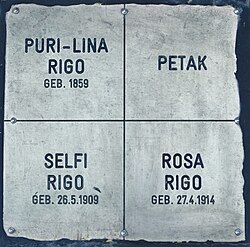 PURI-LINA
RIGO
GEB. 1859
PETAK
SELFI
RIGO
GEB. 26.5.1909
ROSA
RIGO
GEB. 27.4.1914